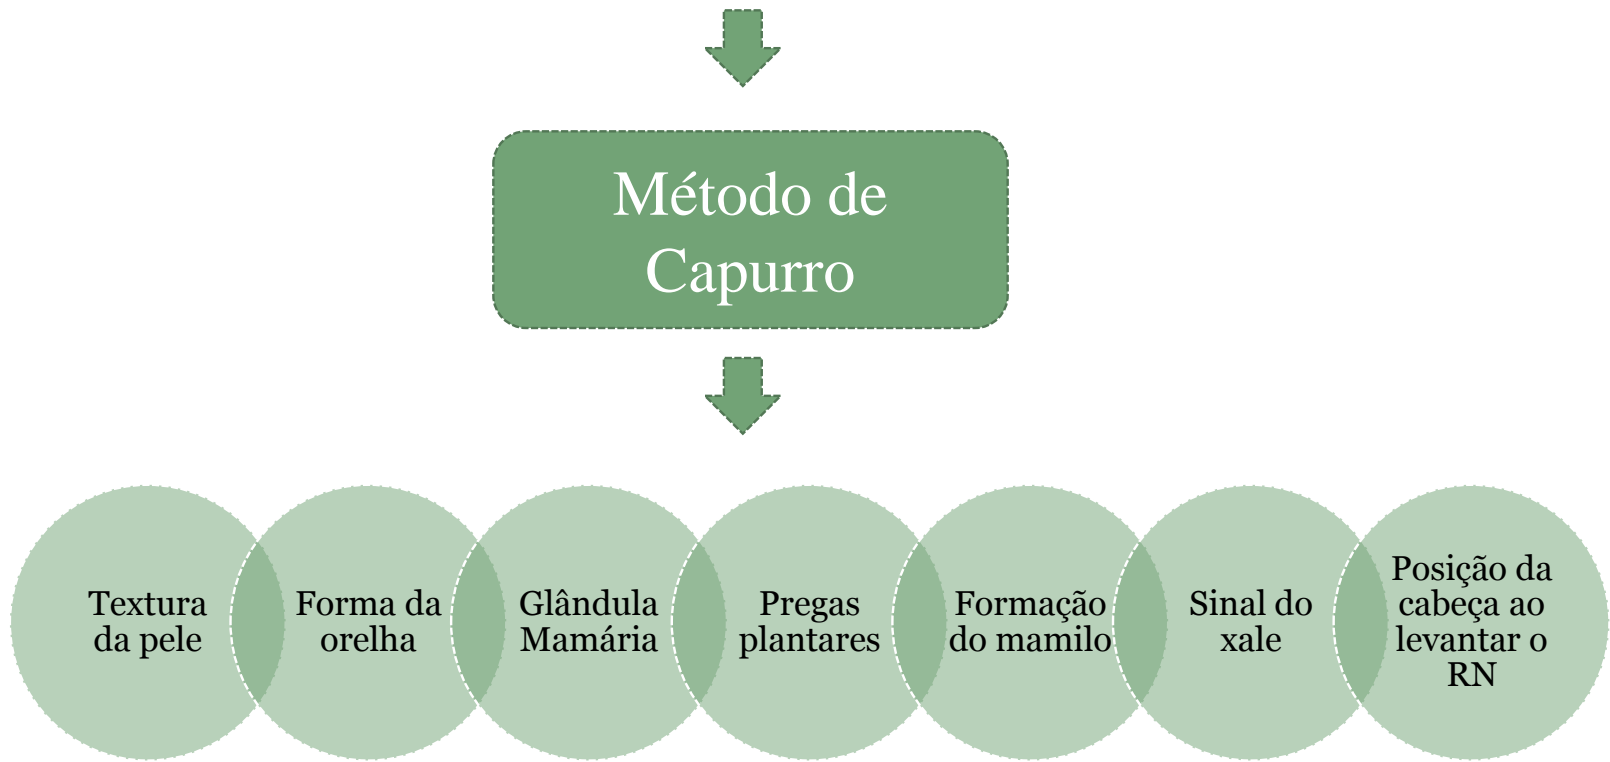 Método de
Capurro
Textura
da pele
Forma da
orelha
Glândula
Mamária
Pregas
plantares
Formação
do mamilo
Sinal do
xale
Posição da
cabeça ao
levantar o
RN